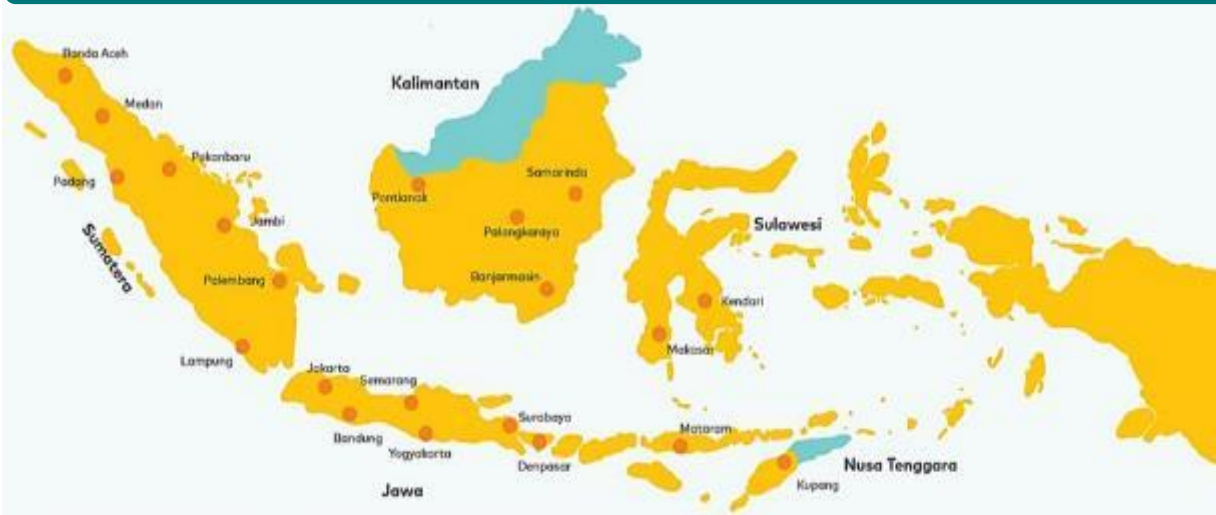 Banda Aceh
Kalimantan
Medan
Pekanbaru
Samarinda
Padang
Pontianak
Jambi
Sulawesi
Palangkaraya
Sumatera
Palembang
Banjarmasin
Kendari
Makasar
Lampung
Jakarta
Semarang
Surabaya
Mataram
Bandung
Yogyakarta
Denpasar
Nusa Tenggara
Kupang
Jawa